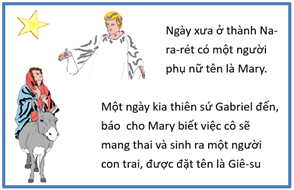 Ngày xưa ở thành Na-
ra-rét có một người
phụ nữ tên là Mary.
Một ngày kia thiên sứ Gabriel đến,
báo cho Mary biết việc cô sẽ
mang thai và sinh ra một người
con trai, được đặt tên là Giê-su